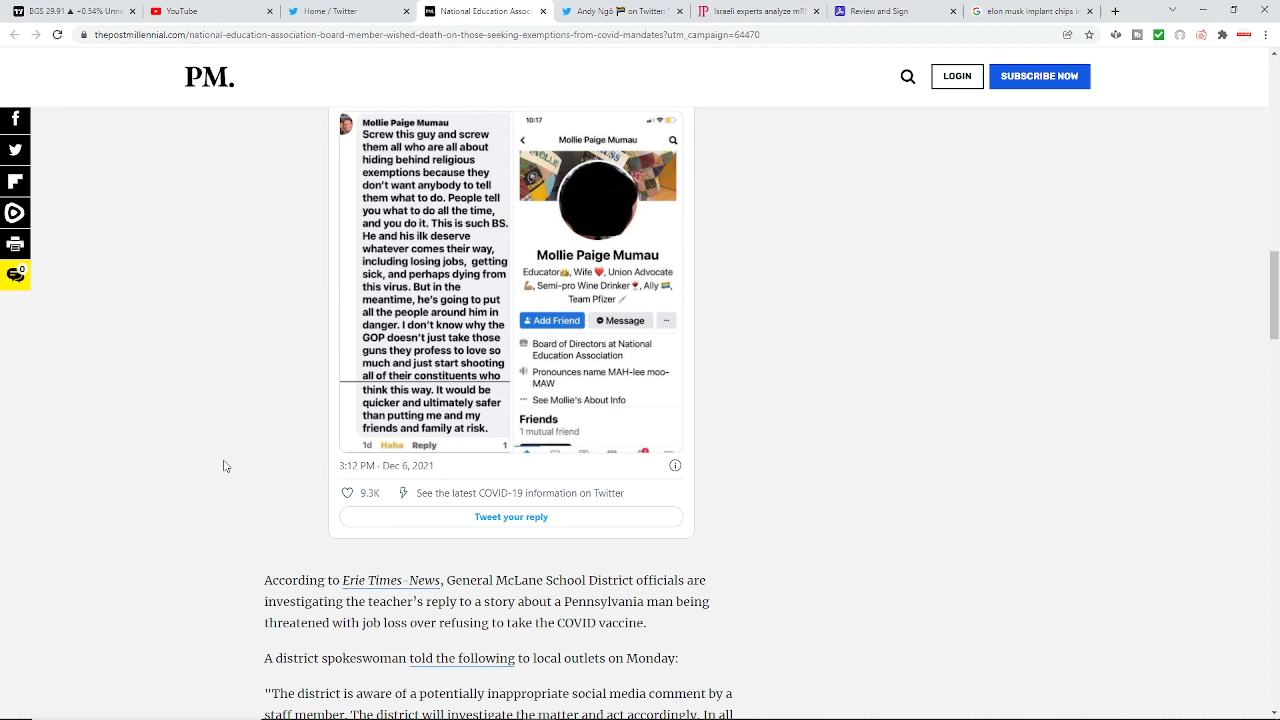 BGS 29.91 ▲ +0.54% Unna
YouTube
Home / Twitter
National Education Associ
Andy Ngô 🏳️‍🌈 on Twitter: "
Israeli experts analyze mR
Review and Sign
elon musk implant chips in
thepostmillennial.com/national-education-association-board-member-wished-death-on-those-seeking-exemptions-from-covid-mandates?utm_campaign=64470
PM.
LOGIN
SUBSCRIBE NOW
0
Mollie Paige Mumau
Screw this guy and screw
them all who are all about
hiding behind religious
exemptions because they
don't want anybody to tell
them what to do. People tell
you what to do all the time,
and you do it. This is such BS.
He and his ilk deserve
whatever comes their way,
including losing jobs, getting
sick, and perhaps dying from
this virus. But in the
meantime, he's going to put
all the people around him in
danger. I don't know why the
GOP doesn't just take those
guns they profess to love so
much and just start shooting
all of their constituents who
think this way. It would be
quicker and ultimately safer
than putting me and my
friends and family at risk.
1d Haha Reply 1
10:17
Mollie Paige Mumau
Mollie Paige Mumau
Educator, Wife ❤️, Union Advocate
💪🏼, Semi-pro Wine Drinker🍷, Ally 🏳️‍🌈,
Team Pfizer 💉
Add Friend
Message
...
Board of Directors at National
Education Association
Pronounces name MAH-lee moo-
MAW
See Mollie's About Info
Friends
1 mutual friend
3:12 PM · Dec 6, 2021
9.3K
See the latest COVID-19 information on Twitter
Tweet your reply
According to Erie Times-News, General McLane School District officials are
investigating the teacher's reply to a story about a Pennsylvania man being
threatened with job loss over refusing to take the COVID vaccine.
A district spokeswoman told the following to local outlets on Monday:
"The district is aware of a potentially inappropriate social media comment by a
staff member. The district will investigate the matter and act accordingly. In all